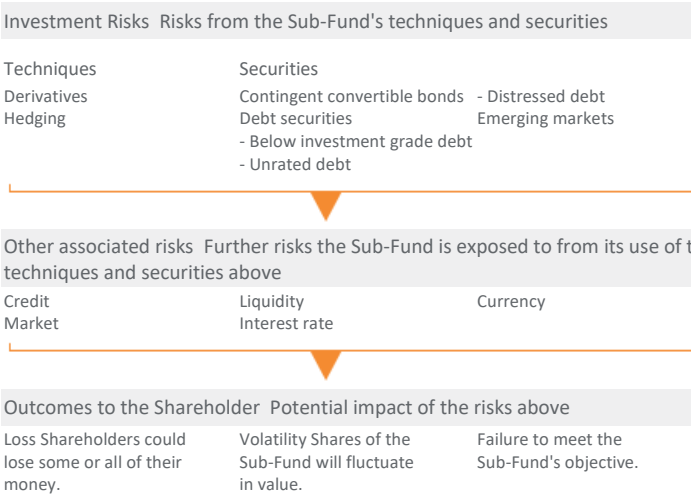 Investment Risks Risks from the Sub-Fund's techniques and securities
Techniques
Derivatives
Hedging
Securities
Contingent convertible bonds
Debt securities
- Below investment grade debt
- Unrated debt
- Distressed debt
Emerging markets
Other associated risks Further risks the Sub-Fund is exposed to from its use of
techniques and securities above
Credit
Market
Liquidity
Interest rate
Currency
Outcomes to the Shareholder Potential impact of the risks above
Loss Shareholders could
lose some or all of their
money.
Volatility Shares of the
Sub-Fund will fluctuate
in value.
Failure to meet the
Sub-Fund's objective.